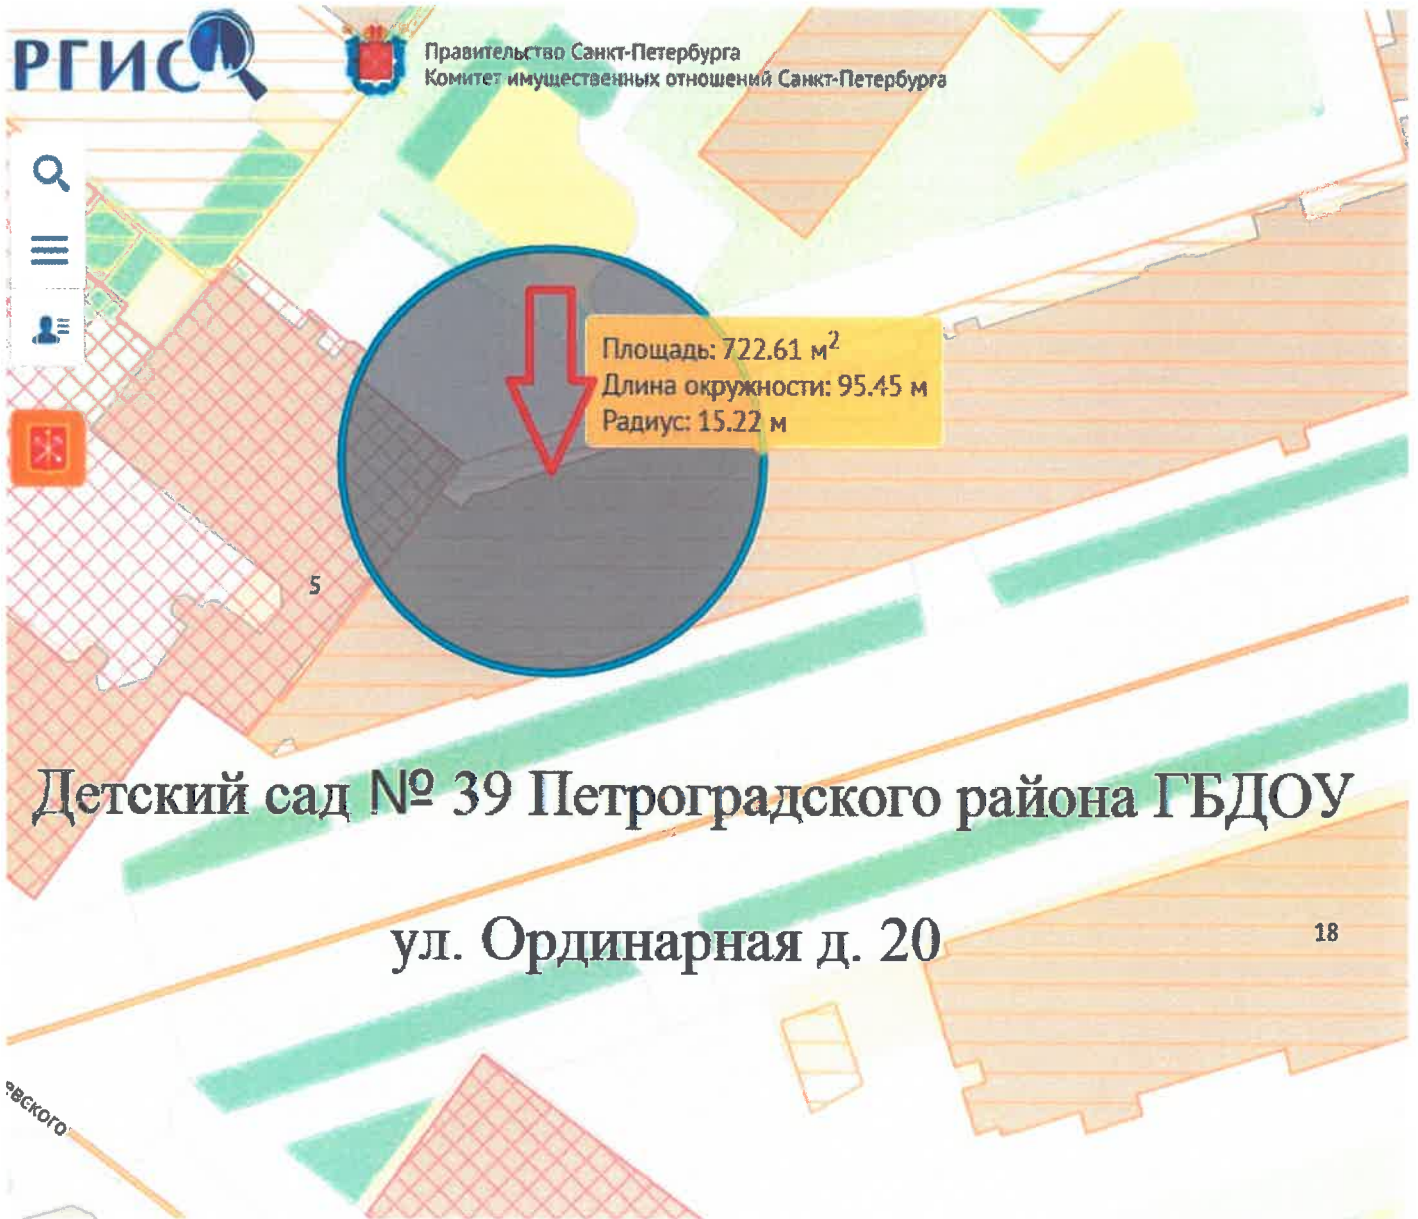 РГИС
Правительство Санкт-Петербурга
Комитет имущественных отношений Санкт-Петербурга
Площадь: 722.61 м²
Длина окружности: 95.45 м
Радиус: 15.22 м
5
Детский сад № 39 Петроградского района ГБДОУ
ул. Ординарная д. 20
18
евского